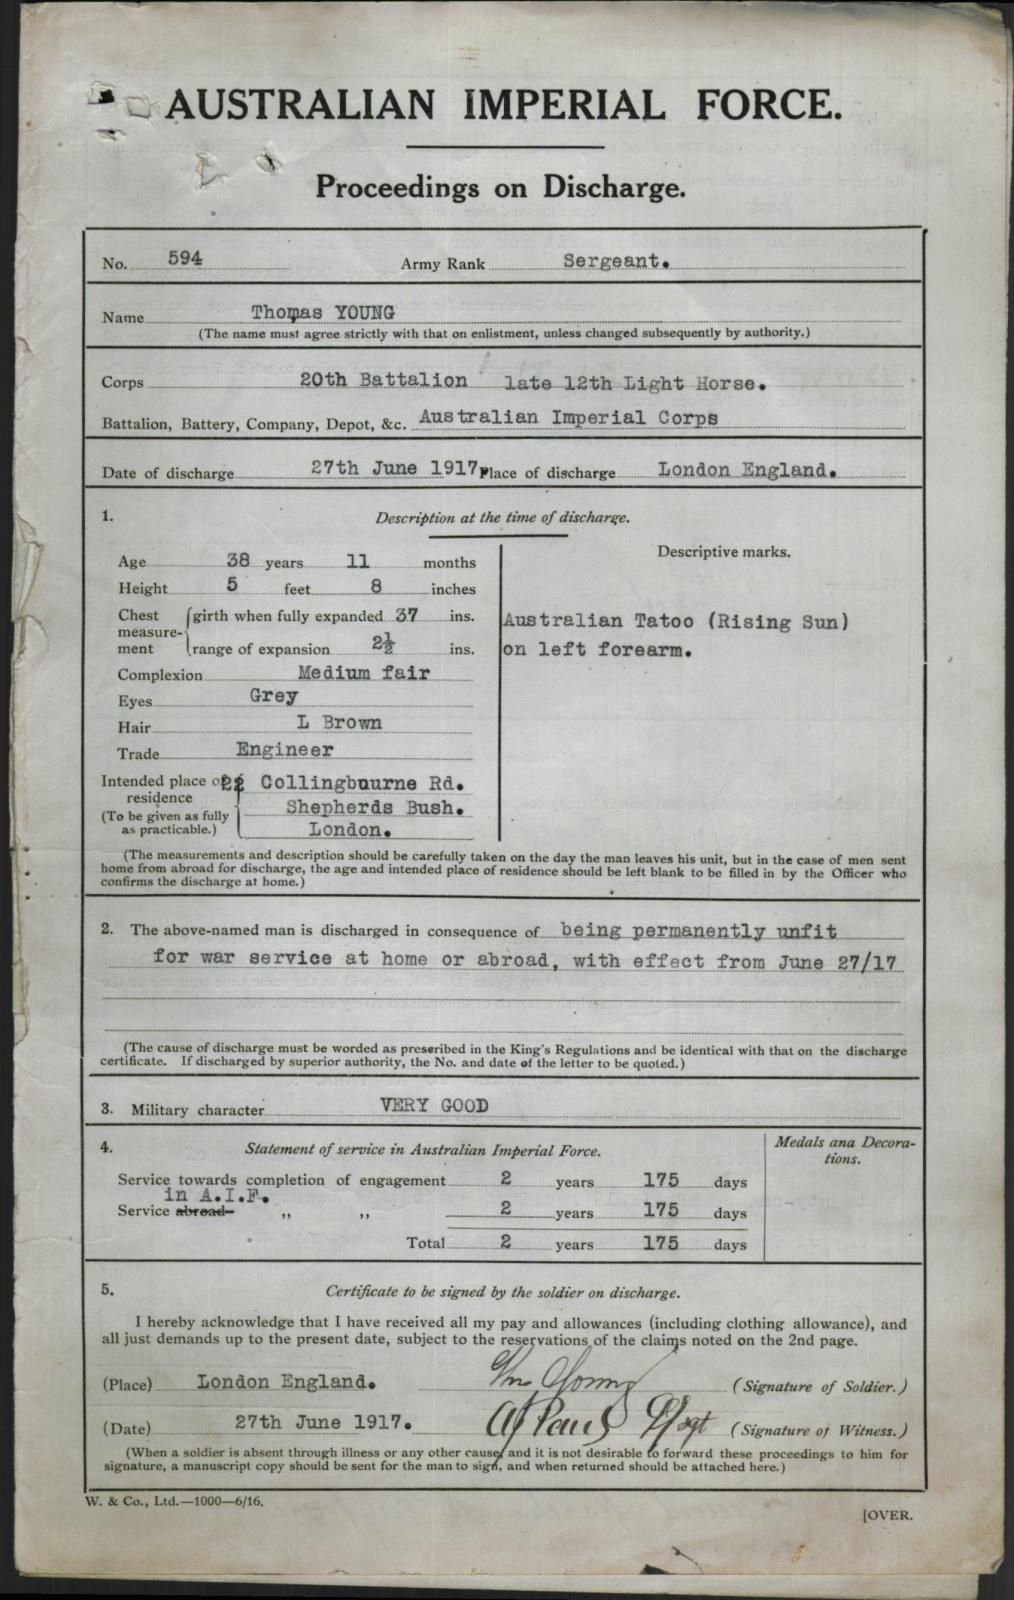 AUSTRALIAN IMPERIAL FORCE.
Proceedings on Discharge.
No. 594 Army Rank Sergeant.
Name Thomas YOUNG
(The name must agree strictly with that on enlistment, unless changed subsequently by authority.)
Corps 20th Battalion late 12th Light Horse.
Battalion, Battery, Company, Depot, &c. Australian Imperial Corps
Date of discharge 27th June 1917. Place of discharge London England.
1. Description at the time of discharge.
Age 38 years 11 months
Height 5 feet 8 inches
Chest measure-ment girth when fully expanded 37 ins.
range of expansion 2½ ins.
Complexion Medium fair
Eyes Grey
Hair L Brown
Trade Engineer
Intended place of residence 22 Collingbourne Rd.
(To be given as fully as practicable.) Shepherds Bush.
London.
Descriptive marks.
Australian Tatoo (Rising Sun)
on left forearm.
(The measurements and description should be carefully taken on the day the man leaves his unit, but in the case of men sent
home from abroad for discharge, the age and intended place of residence should be left blank to be filled in by the Officer who
confirms the discharge at home.)
2. The above-named man is discharged in consequence of being permanently unfit
for war service at home or abroad, with effect from June 27/17
(The cause of discharge must be worded as prescribed in the King's Regulations and be identical with that on the discharge
certificate. If discharged by superior authority, the No. and date of the letter to be quoted.)
3. Military character VERY GOOD
4. Statement of service in Australian Imperial Force.
Medals and Decora-
tions.
Service towards completion of engagement 2 years 175 days
in A.I.F.
Service abroad ,, ,, 2 years 175 days
Total 2 years 175 days
5. Certificate to be signed by the soldier on discharge.
I hereby acknowledge that I have received all my pay and allowances (including clothing allowance), and
all just demands up to the present date, subject to the reservations of the claims noted on the 2nd page.
(Place) London England. Young (Signature of Soldier.)
(Date) 27th June 1917. (Signature of Witness.)
(When a soldier is absent through illness or any other cause, and it is not desirable to forward these proceedings to him for
signature, a manuscript copy should be sent for the man to sign, and when returned should be attached here.)
W. & Co., Ltd.—1000—6/16.
[OVER.